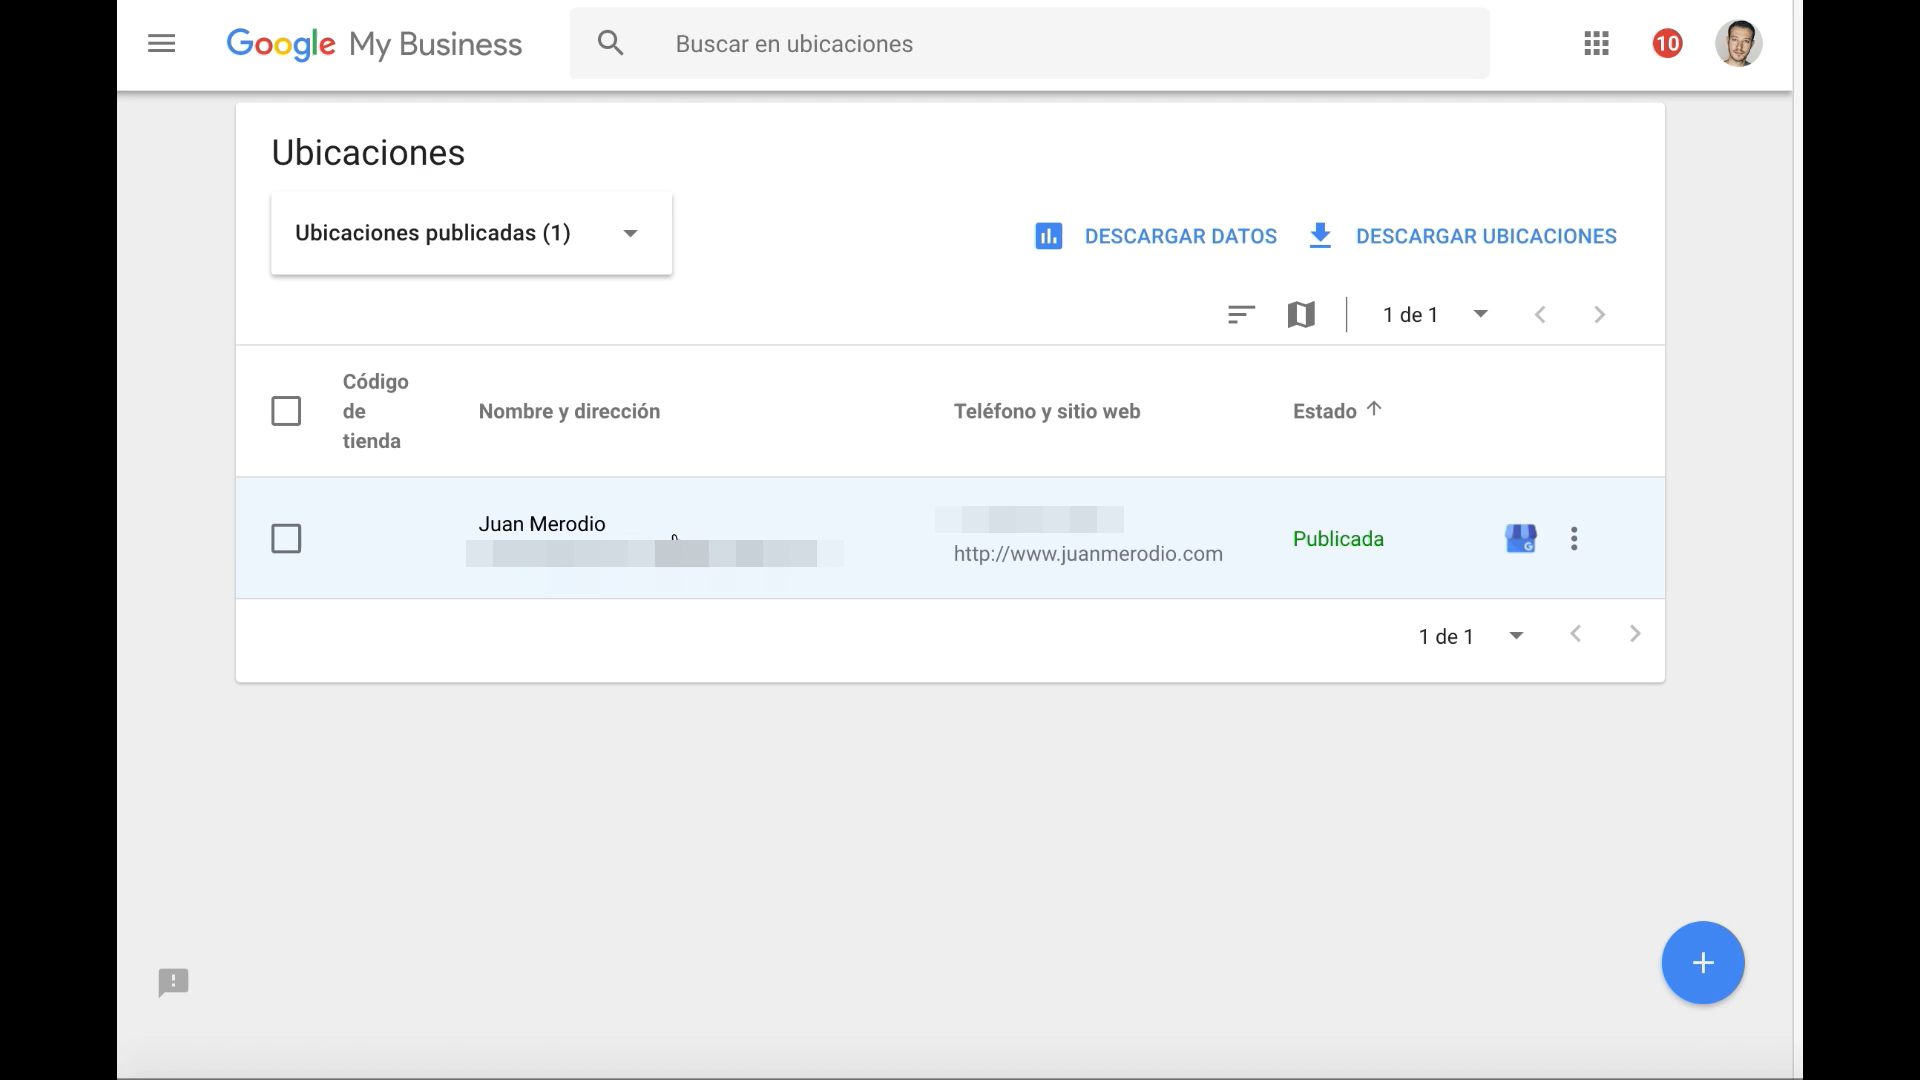 Google My Business
Buscar en ubicaciones
10
Ubicaciones
Ubicaciones publicadas (1)
DESCARGAR DATOS
DESCARGAR UBICACIONES
1 de 1
Código
de
tienda
Nombre y dirección
Teléfono y sitio web
Estado
Juan Merodio
http://www.juanmerodio.com
Publicada
1 de 1